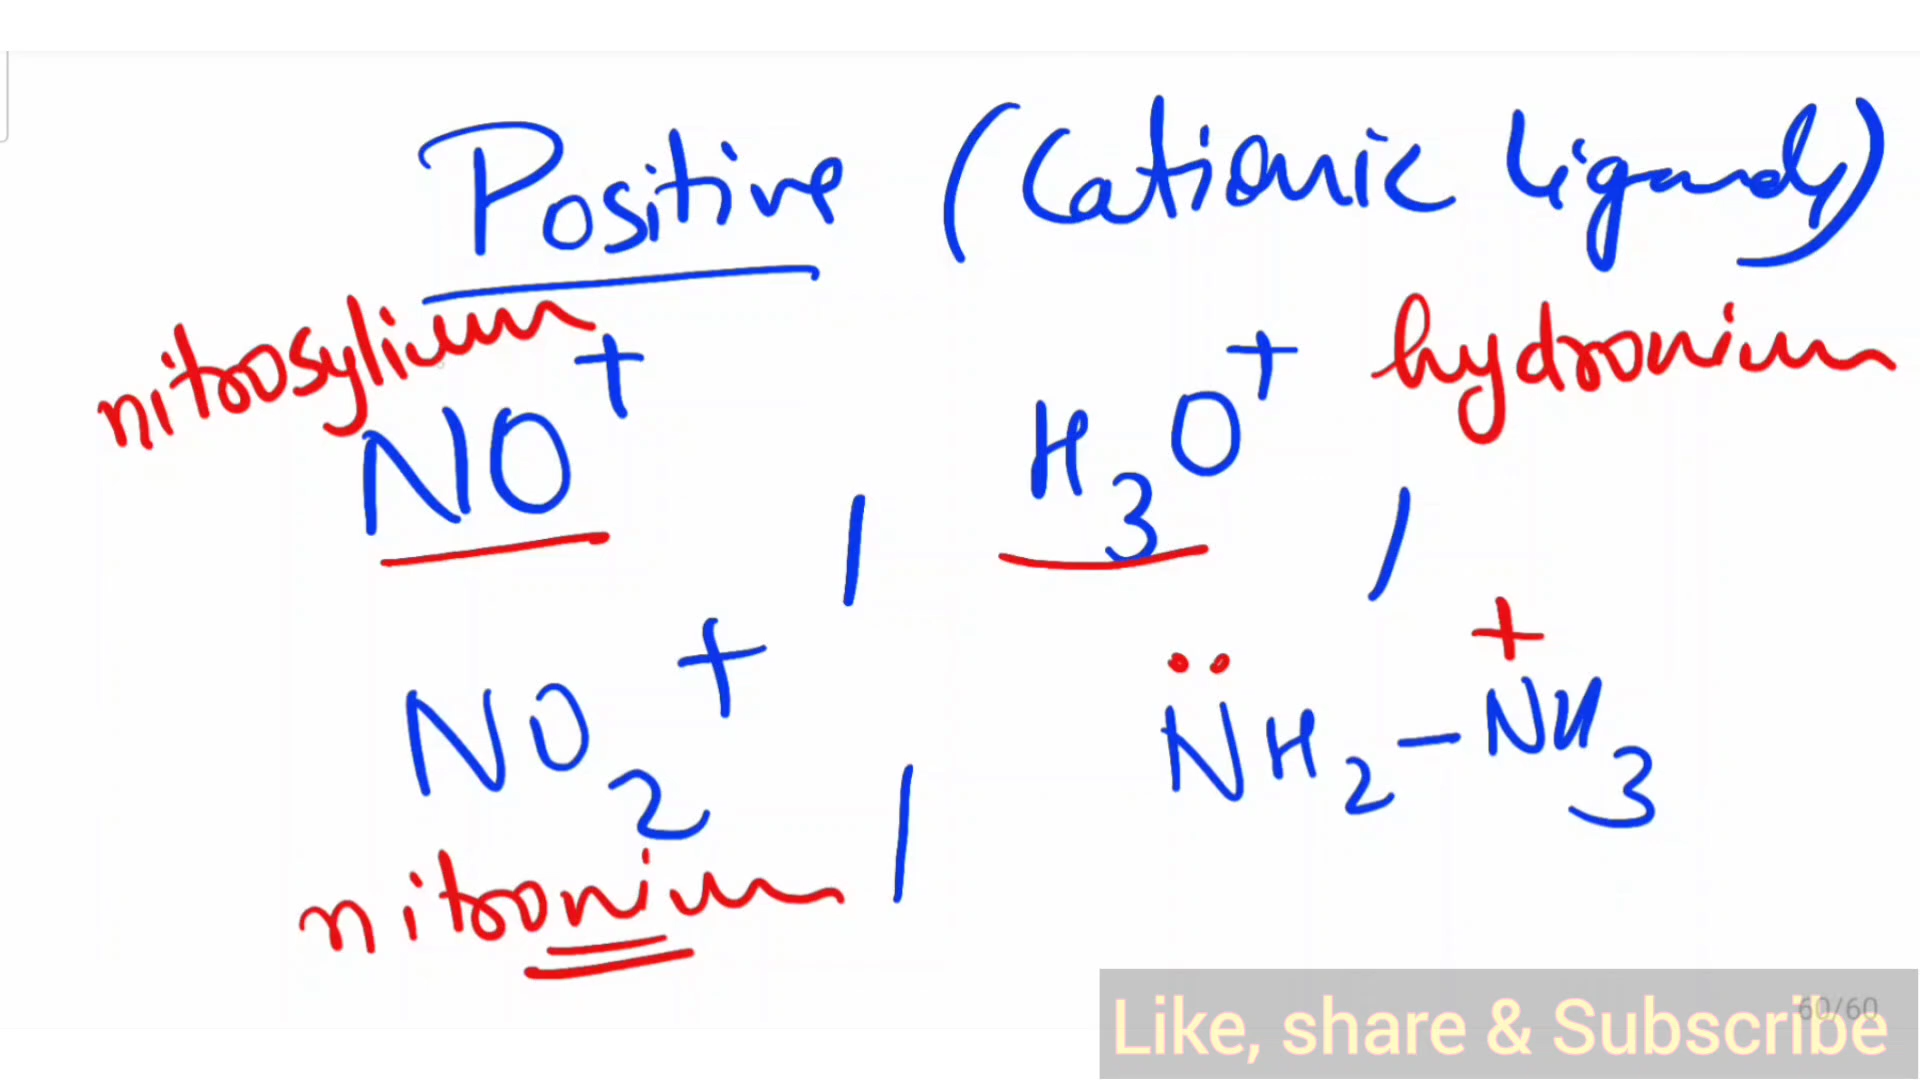 Positive (Cationic ligands)
nitrosylium hydronium
NO⁺ , H₃O⁺ ,
NO₂⁺ , N̈H₂–N⁺H₃
nitronium
60/60
Like, share & Subscribe